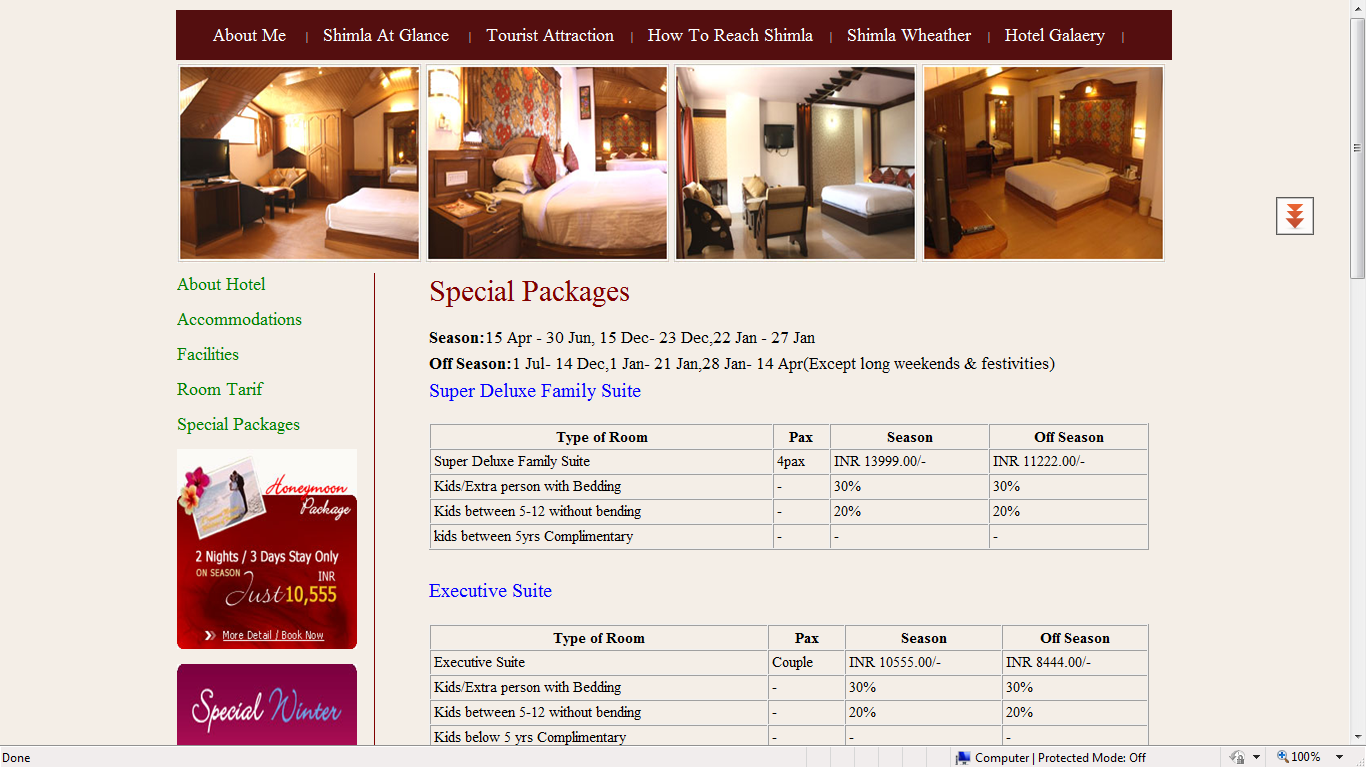 About Me | Shimla At Glance | Tourist Attraction | How To Reach Shimla | Shimla Wheather | Hotel Galaery |
About Hotel
Accommodations
Facilities
Room Tarif
Special Packages
Honeymoon
Package
2 Nights / 3 Days Stay Only
ON SEASON
INR
Just 10,555
More Detail / Book Now
Special Winter
Special Packages
Season:15 Apr - 30 Jun, 15 Dec- 23 Dec,22 Jan - 27 Jan
Off Season:1 Jul- 14 Dec,1 Jan- 21 Jan,28 Jan- 14 Apr(Except long weekends & festivities)
Super Deluxe Family Suite
Type of Room Pax Season Off Season
Super Deluxe Family Suite 4pax INR 13999.00/- INR 11222.00/-
Kids/Extra person with Bedding - 30% 30%
Kids between 5-12 without bending - 20% 20%
kids between 5yrs Complimentary - - -
Executive Suite
Type of Room Pax Season Off Season
Executive Suite Couple INR 10555.00/- INR 8444.00/-
Kids/Extra person with Bedding - 30% 30%
Kids between 5-12 without bending - 20% 20%
Kids below 5 yrs Complimentary - - -
Done
Computer | Protected Mode: Off
100%